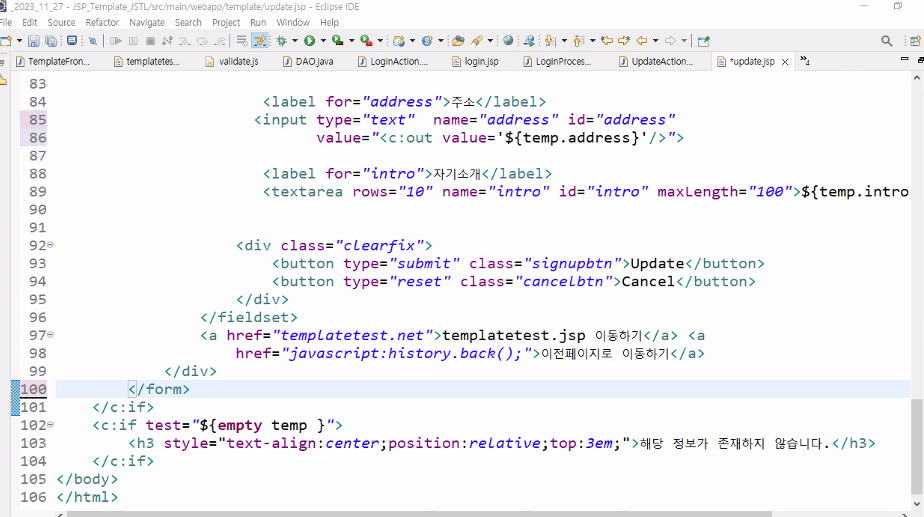 2023_11_27 - JSP_Template_JSTL/src/main/webapp/template/update.jsp - Eclipse IDE
File Edit Source Refactor Navigate Search Project Run Window Help
TemplateFron... templatetes... validate.js DAO.java LoginAction.... login.jsp LoginProces... UpdateAction... *update.jsp
83
84 <label for="address">주소</label>
85 <input type="text" name="address" id="address"
86 value="<c:out value='${temp.address}'/>">
87
88 <label for="intro">자기소개</label>
89 <textarea rows="10" name="intro" id="intro" maxLength="100">${temp.intro
90
91
92 <div class="clearfix">
93 <button type="submit" class="signupbtn">Update</button>
94 <button type="reset" class="cancelbtn">Cancel</button>
95 </div>
96 </fieldset>
97 <a href="templatetest.net">templatetest.jsp 이동하기</a> <a
98 href="javascript:history.back();">이전페이지로 이동하기</a>
99 </div>
100 </form>
101 </c:if>
102 <c:if test="${empty temp }">
103 <h3 style="text-align:center;position:relative;top:3em;">해당 정보가 존재하지 않습니다.</h3>
104 </c:if>
105 </body>
106 </html>